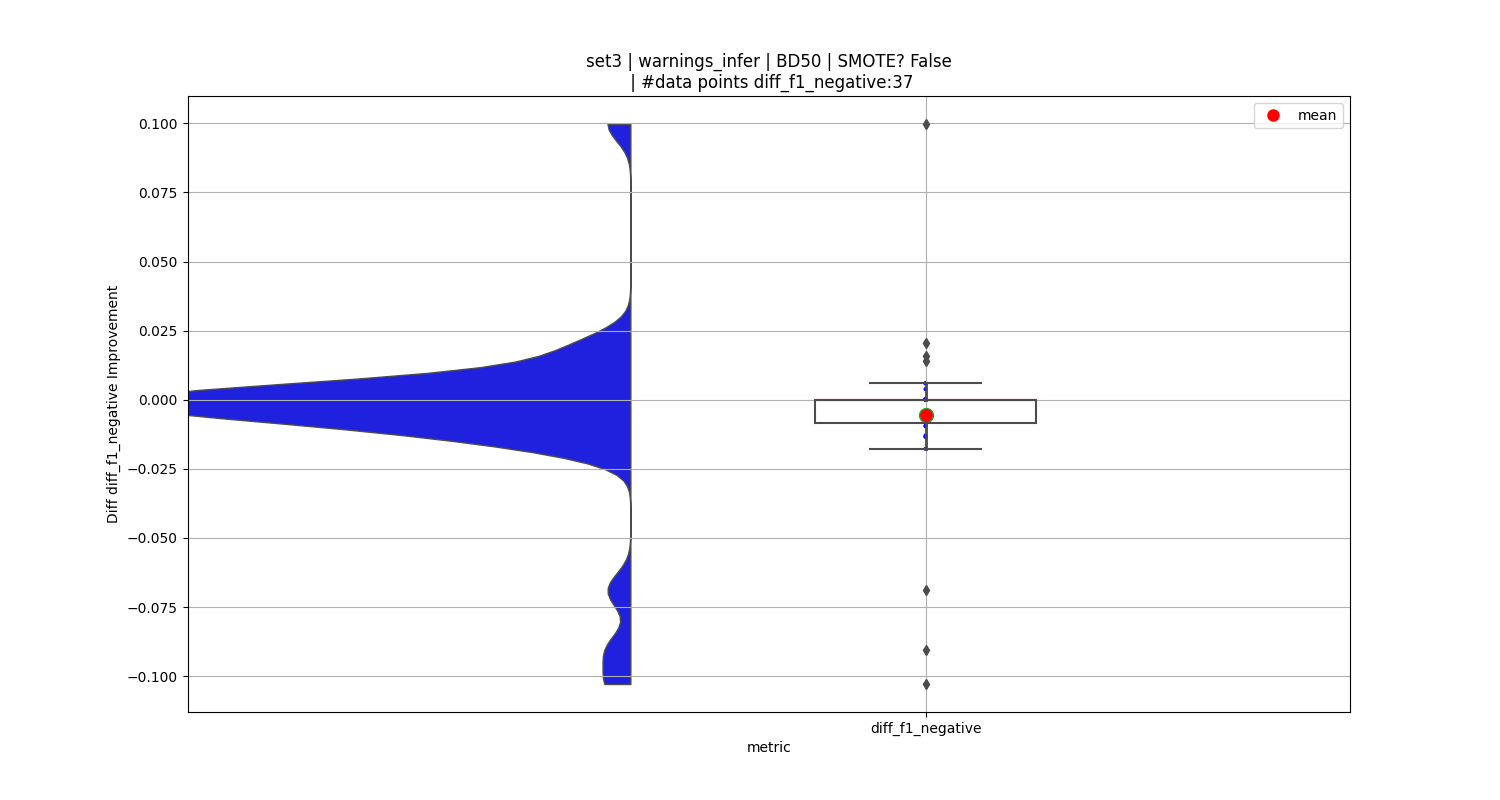 set3 | warnings_infer | BD50 | SMOTE? False
| #data points diff_f1_negative:37
mean
0.100
0.075
0.050
0.025
0.000
−0.025
−0.050
−0.075
−0.100
Diff diff_f1_negative Improvement
diff_f1_negative
metric